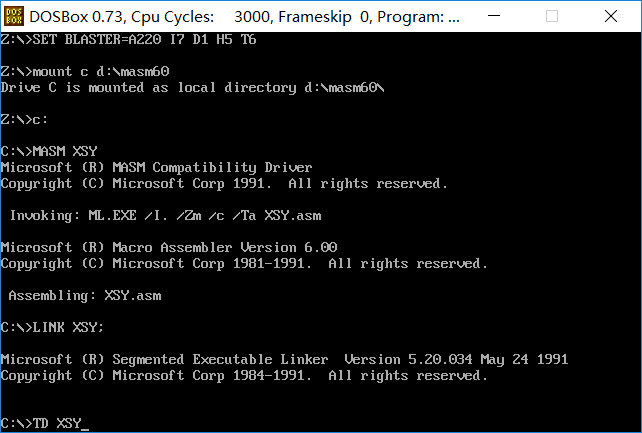 DOS
BOX
DOSBox 0.73, Cpu Cycles:     3000, Frameskip  0, Program: ...
Z:\>SET BLASTER=A220 I7 D1 H5 T6
Z:\>mount c d:\masm60
Drive C is mounted as local directory d:\masm60\
Z:\>c:
C:\>MASM XSY
Microsoft (R) MASM Compatibility Driver
Copyright (C) Microsoft Corp 1991.  All rights reserved.
 Invoking: ML.EXE /I. /Zm /c /Ta XSY.asm
Microsoft (R) Macro Assembler Version 6.00
Copyright (C) Microsoft Corp 1981-1991.  All rights reserved.
 Assembling: XSY.asm
C:\>LINK XSY;
Microsoft (R) Segmented Executable Linker  Version 5.20.034 May 24 1991
Copyright (C) Microsoft Corp 1984-1991.  All rights reserved.
C:\>TD XSY_